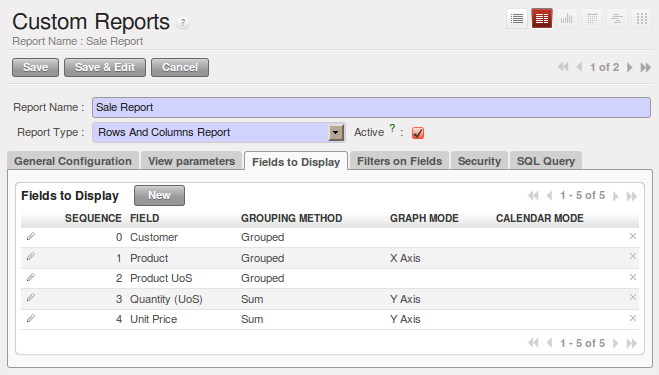 Custom Reports ?
Report Name : Sale Report
Save Save & Edit Cancel 1 of 2
Report Name : Sale Report
Report Type : Rows And Columns Report Active ? :
General Configuration View parameters Fields to Display Filters on Fields Security SQL Query
Fields to Display New 1 - 5 of 5
SEQUENCE FIELD GROUPING METHOD GRAPH MODE CALENDAR MODE
0 Customer Grouped
1 Product Grouped X Axis
2 Product UoS Grouped
3 Quantity (UoS) Sum Y Axis
4 Unit Price Sum Y Axis
1 - 5 of 5